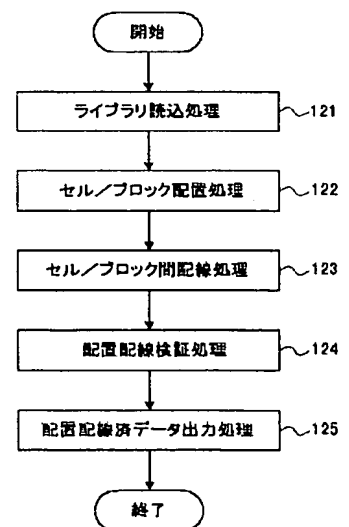 開始
ライブラリ読込処理 121
セル／ブロック配置処理 122
セル／ブロック間配線処理 123
配置配線検証処理 124
配置配線済データ出力処理 125
終了